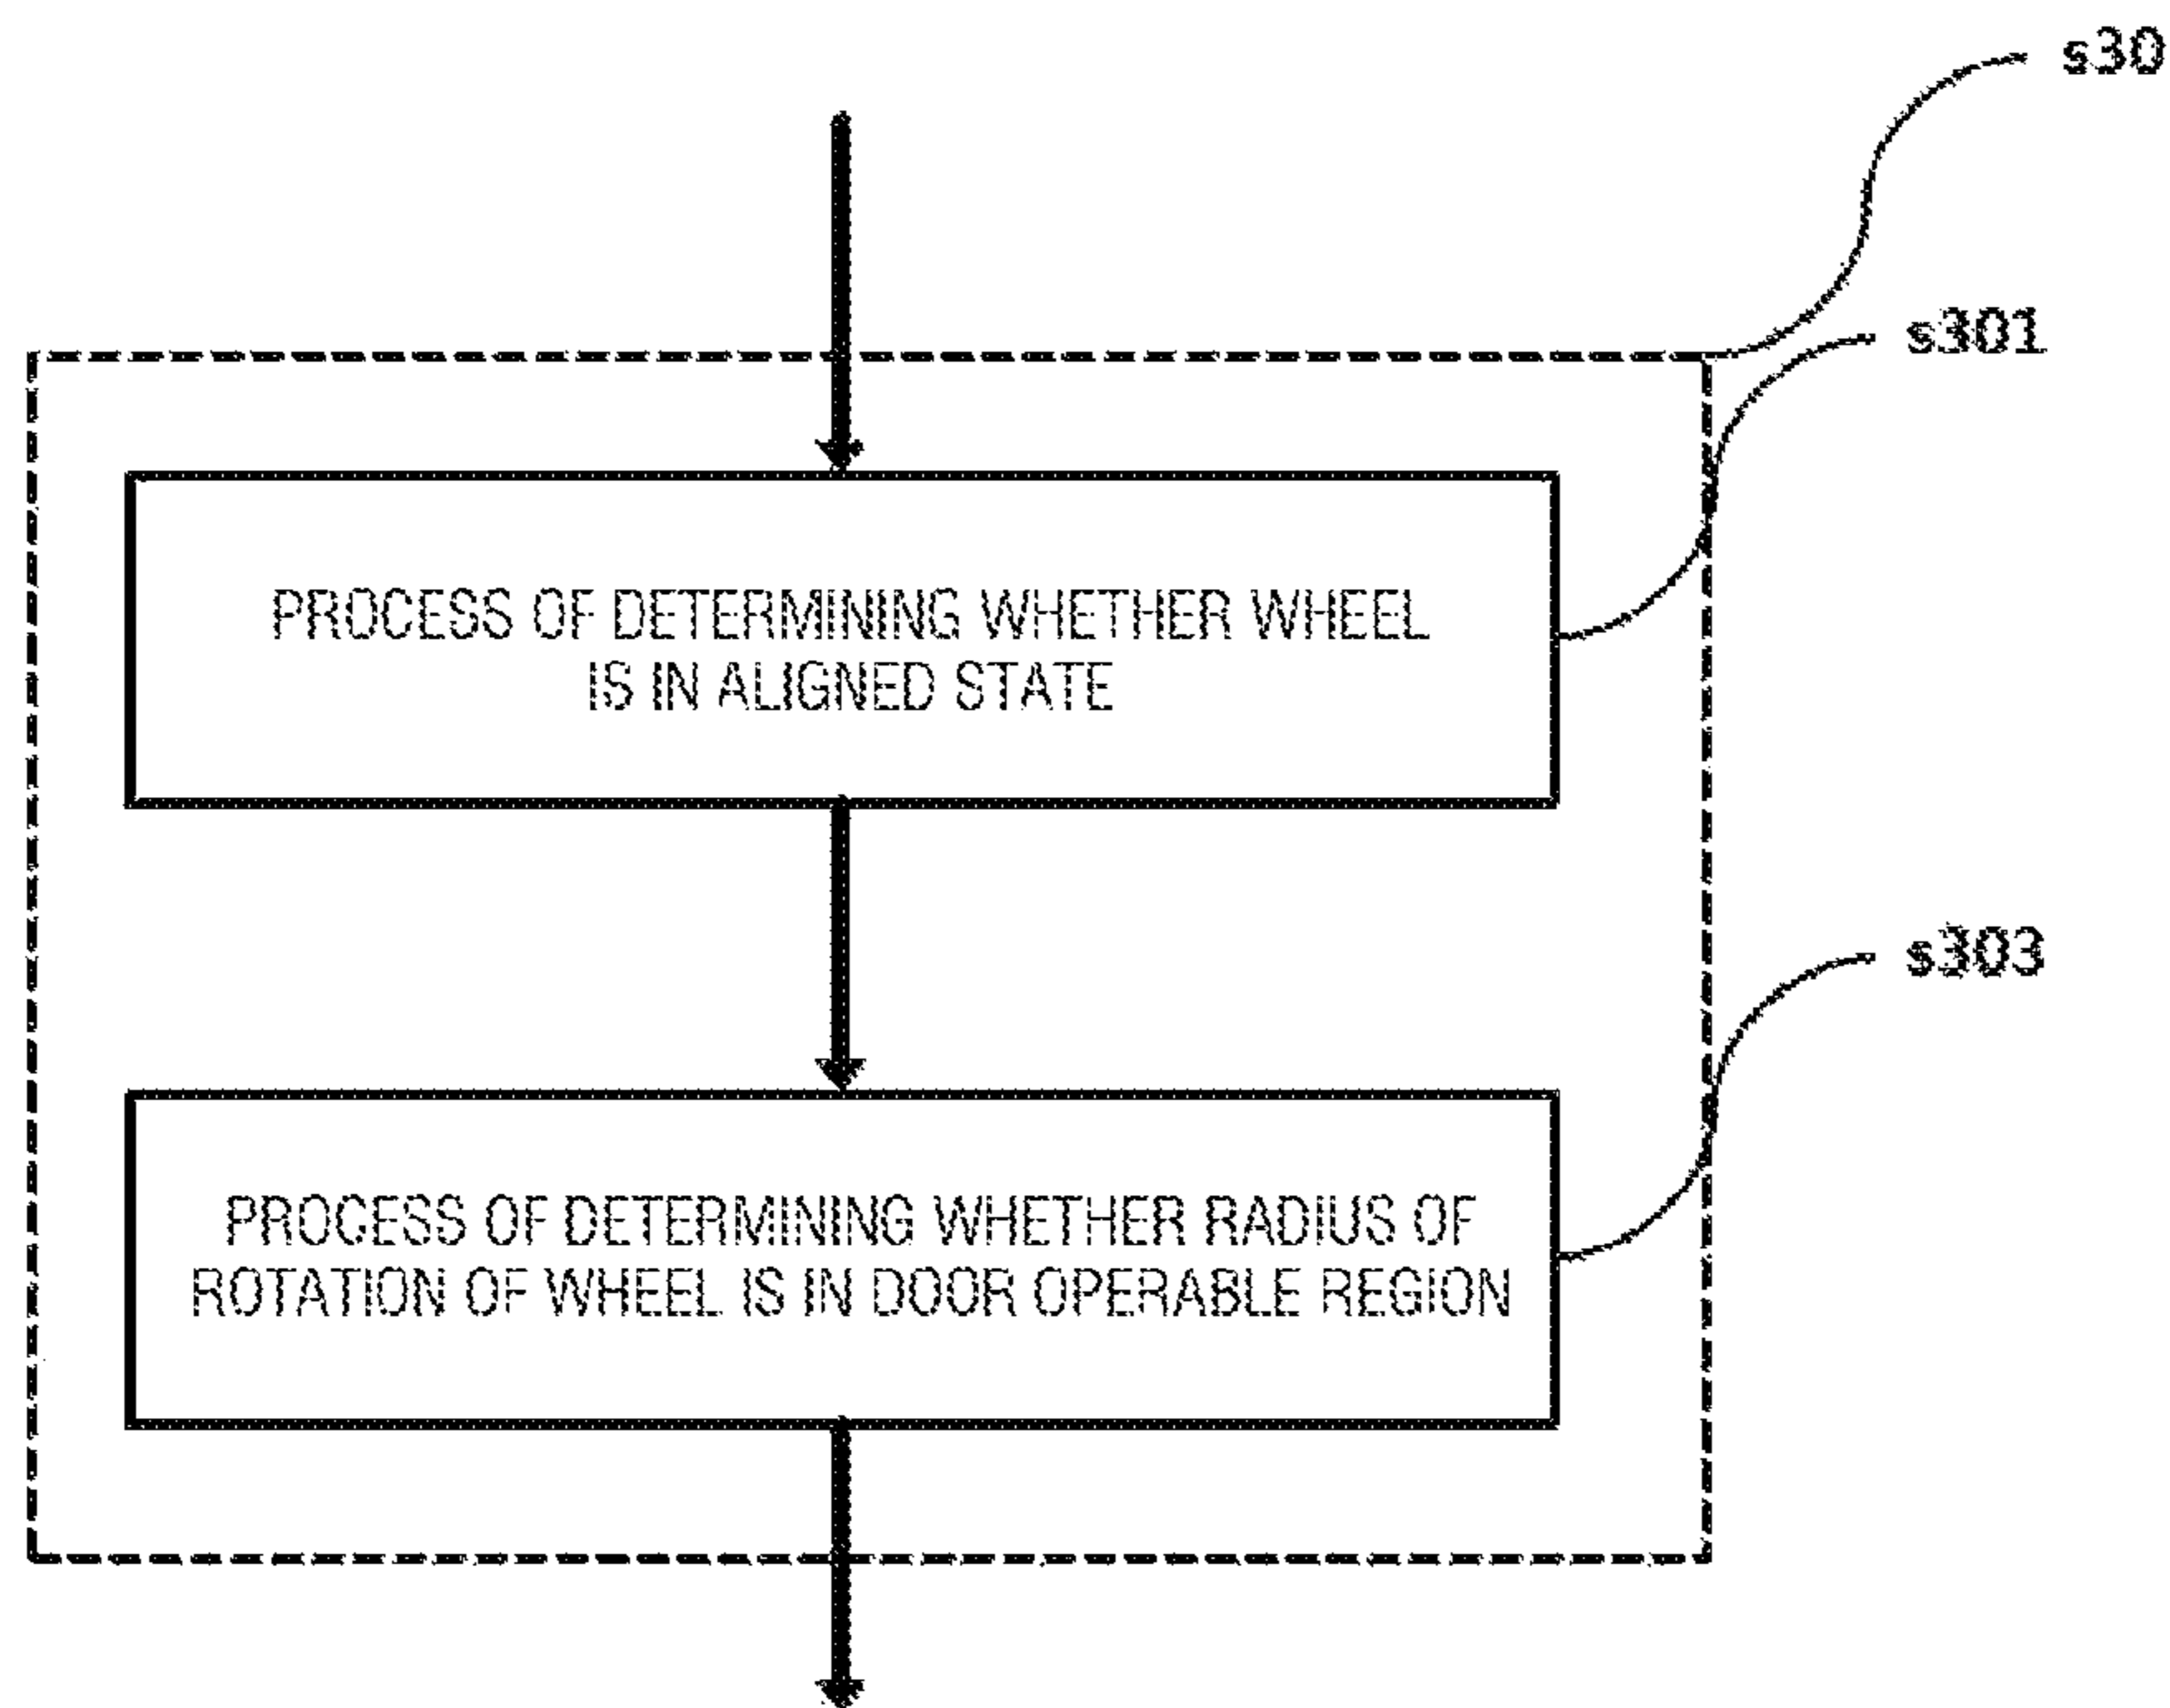 s30
s301
PROCESS OF DETERMINING WHETHER WHEEL
IS IN ALIGNED STATE
s303
PROCESS OF DETERMINING WHETHER RADIUS OF
ROTATION OF WHEEL IS IN DOOR OPERABLE REGION